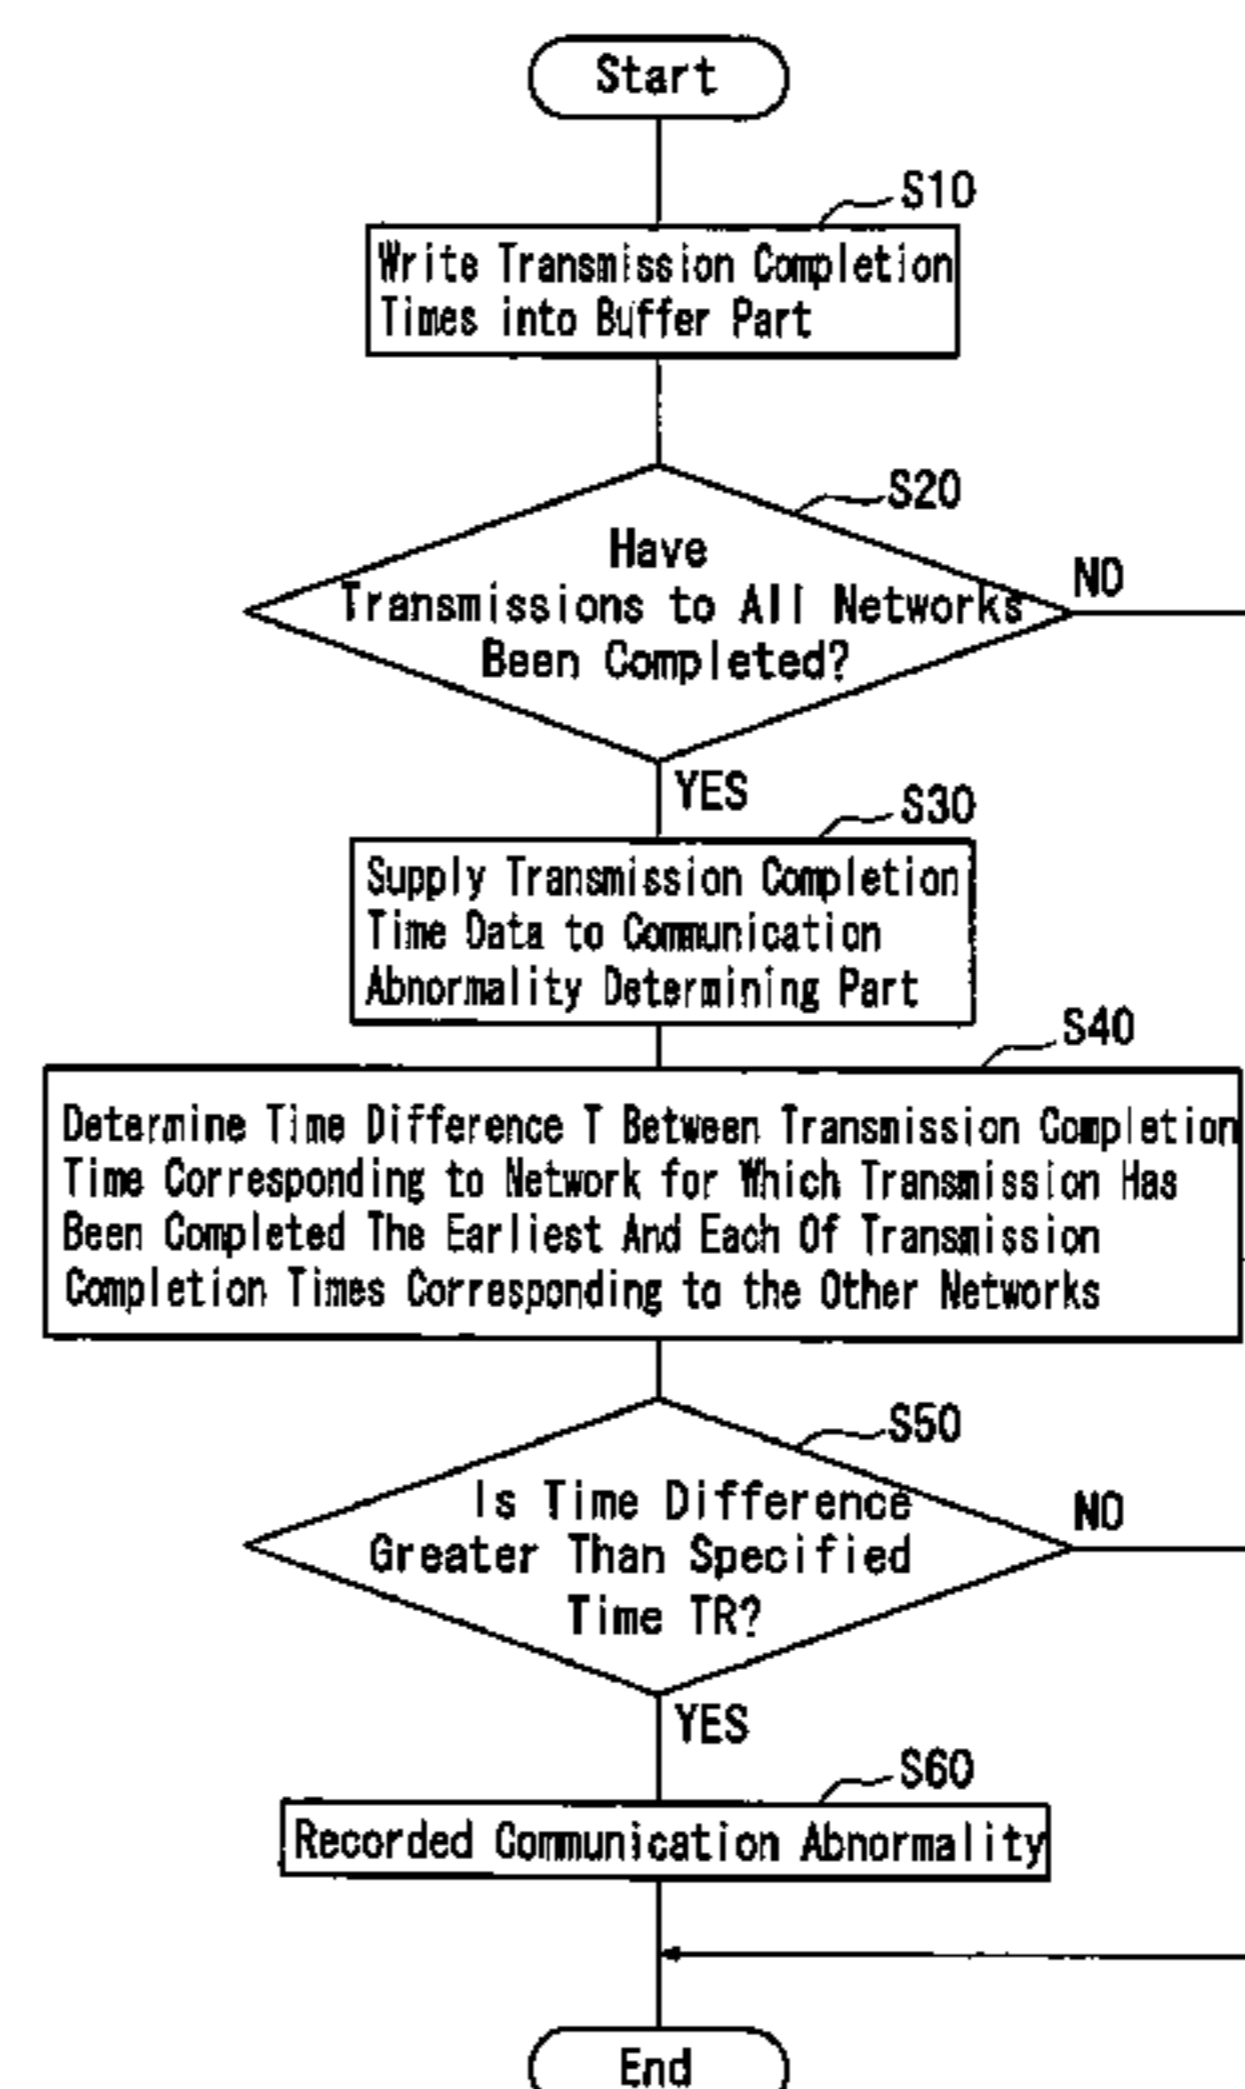 Start
S10
Write Transmission Completion
Times into Buffer Part
S20
Have
Transmissions to All Networks
Been Completed?
NO
YES
S30
Supply Transmission Completion
Time Data to Communication
Abnormality Determining Part
S40
Determine Time Difference T Between Transmission Completion
Time Corresponding to Network for Which Transmission Has
Been Completed The Earliest And Each Of Transmission
Completion Times Corresponding to the Other Networks
S50
Is Time Difference
Greater Than Specified
Time TR?
NO
YES
S60
Recorded Communication Abnormality
End